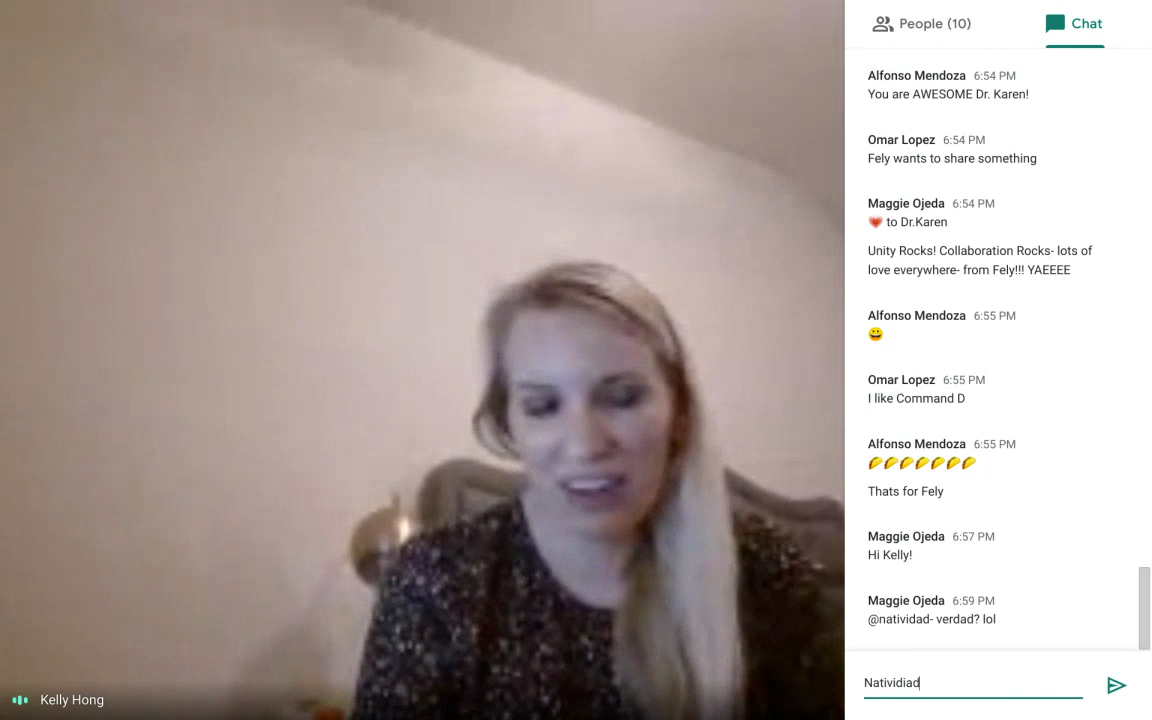 People (10)
Chat
Alfonso Mendoza 6:54 PM
You are AWESOME Dr. Karen!
Omar Lopez 6:54 PM
Fely wants to share something
Maggie Ojeda 6:54 PM
💗 to Dr.Karen
Unity Rocks! Collaboration Rocks- lots of
love everywhere- from Fely!!! YAEEEE
Alfonso Mendoza 6:55 PM
😀
Omar Lopez 6:55 PM
I like Command D
Alfonso Mendoza 6:55 PM
🌮🌮🌮🌮🌮🌮🌮
Thats for Fely
Maggie Ojeda 6:57 PM
Hi Kelly!
Maggie Ojeda 6:59 PM
@natividad- verdad? lol
Natividiad
Kelly Hong